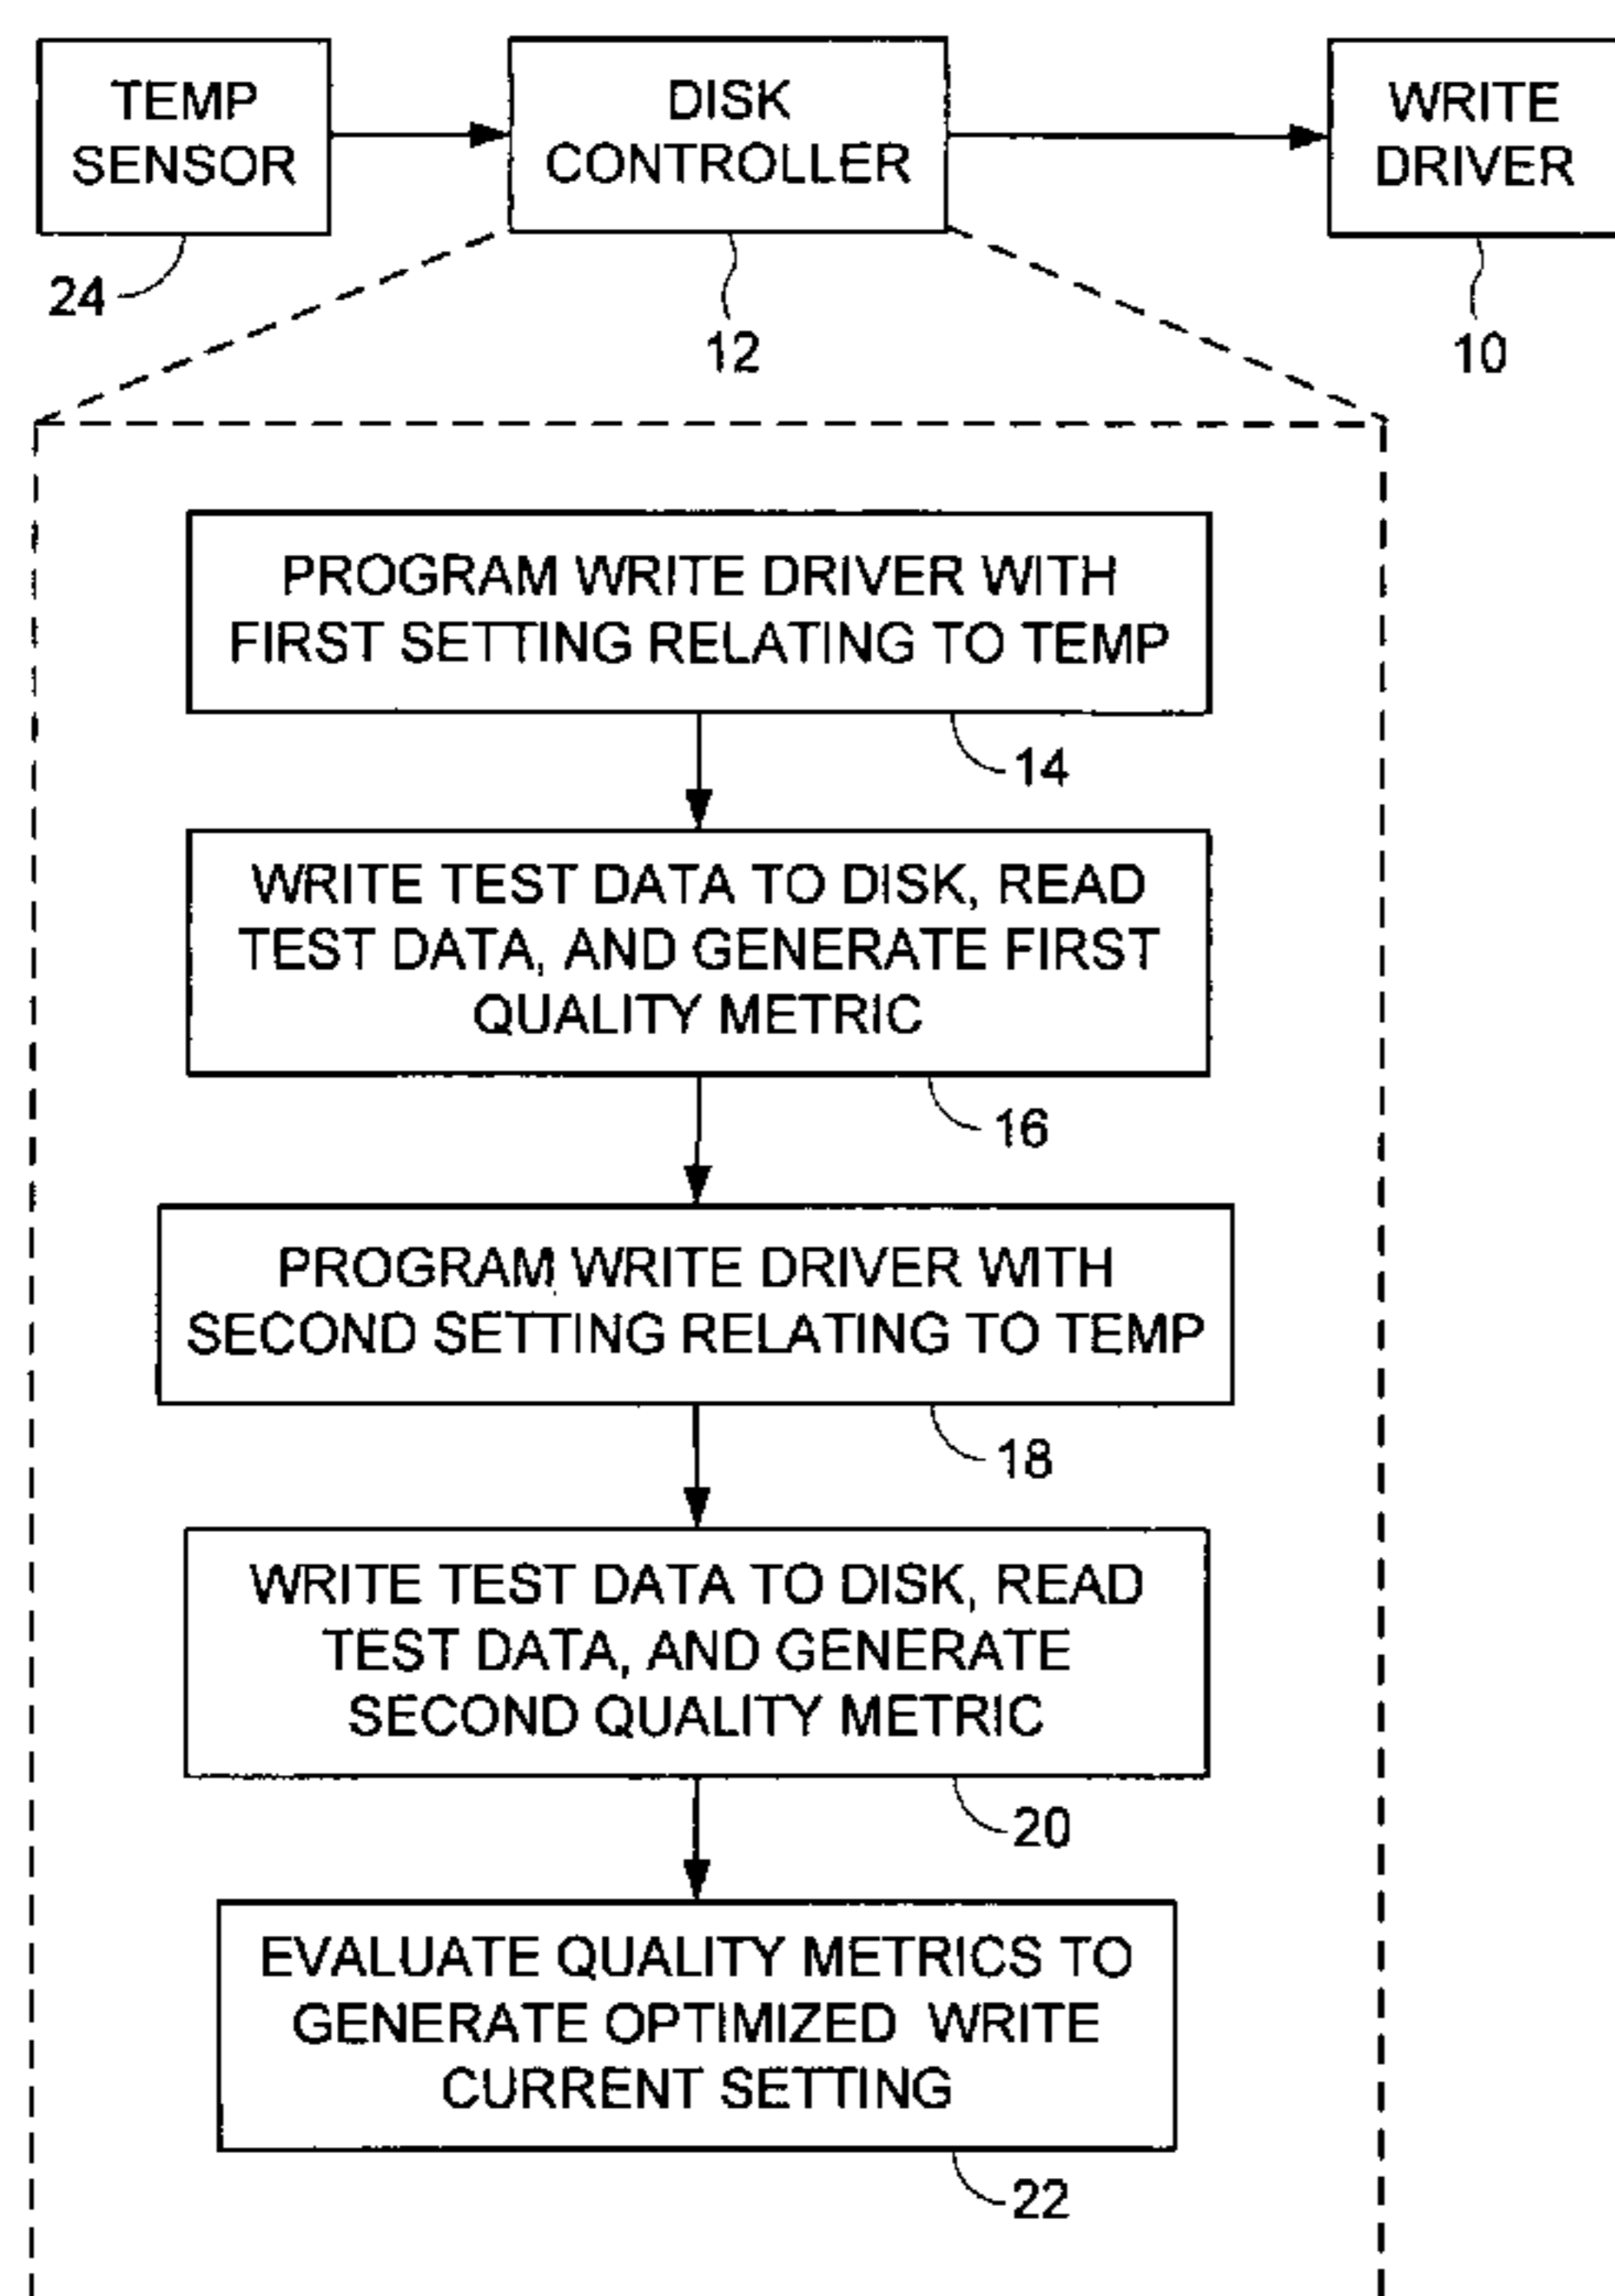 TEMP
SENSOR
24
DISK
CONTROLLER
12
WRITE
DRIVER
10
PROGRAM WRITE DRIVER WITH
FIRST SETTING RELATING TO TEMP
14
WRITE TEST DATA TO DISK, READ
TEST DATA, AND GENERATE FIRST
QUALITY METRIC
16
PROGRAM WRITE DRIVER WITH
SECOND SETTING RELATING TO TEMP
18
WRITE TEST DATA TO DISK, READ
TEST DATA, AND GENERATE
SECOND QUALITY METRIC
20
EVALUATE QUALITY METRICS TO
GENERATE OPTIMIZED WRITE
CURRENT SETTING
22